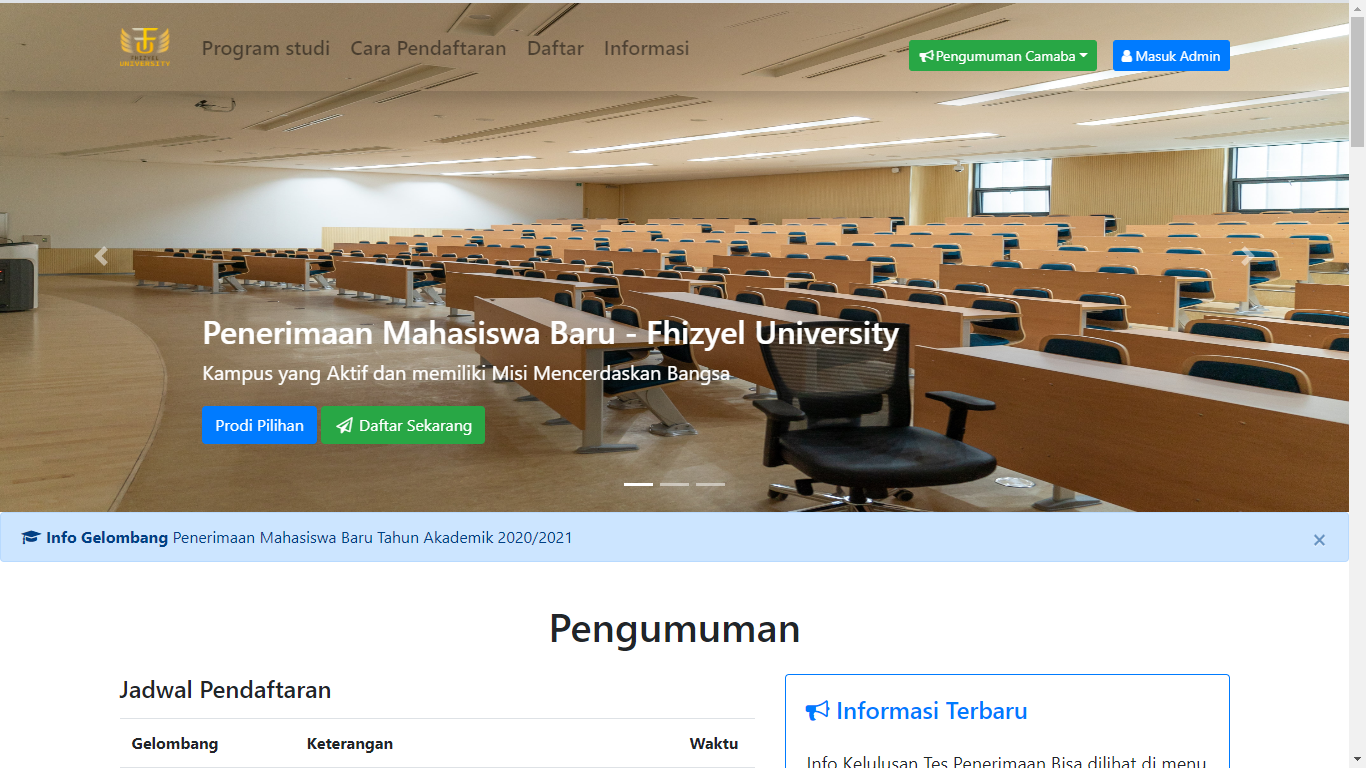 FHIZYEL
UNIVERSITY
Program studi Cara Pendaftaran Daftar Informasi
Pengumuman Camaba Masuk Admin
Penerimaan Mahasiswa Baru - Fhizyel University
Kampus yang Aktif dan memiliki Misi Mencerdaskan Bangsa
Prodi Pilihan Daftar Sekarang
Info Gelombang Penerimaan Mahasiswa Baru Tahun Akademik 2020/2021 ×
Pengumuman
Jadwal Pendaftaran
Gelombang Keterangan Waktu
Informasi Terbaru
Info Kelulusan Tes Penerimaan Bisa dilihat di menu